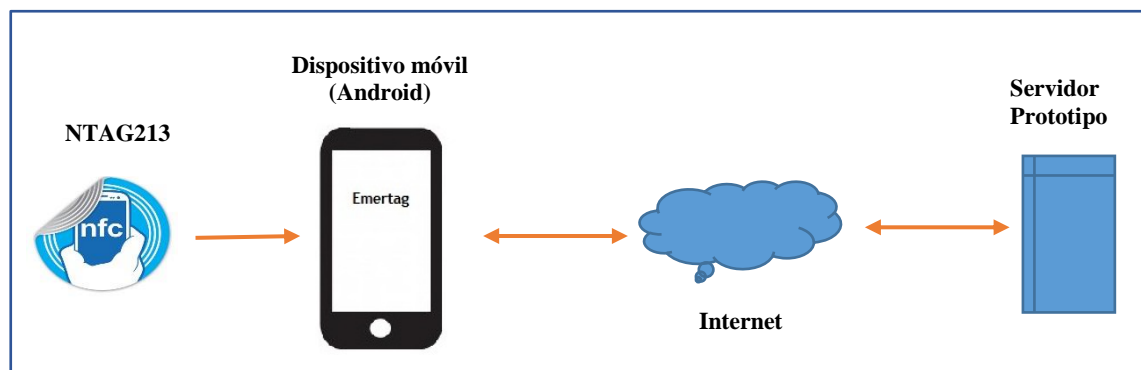 NTAG213
nfc
Dispositivo móvil
(Android)
Emertag
Internet
Servidor
Prototipo